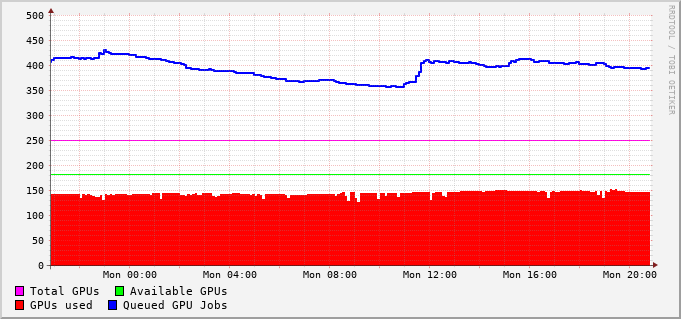 RRDTOOL / TOBI OETIKER
500
450
400
350
300
250
200
150
100
50
0
Mon 00:00 Mon 04:00 Mon 08:00 Mon 12:00 Mon 16:00 Mon 20:00
Total GPUs Available GPUs
GPUs used Queued GPU Jobs